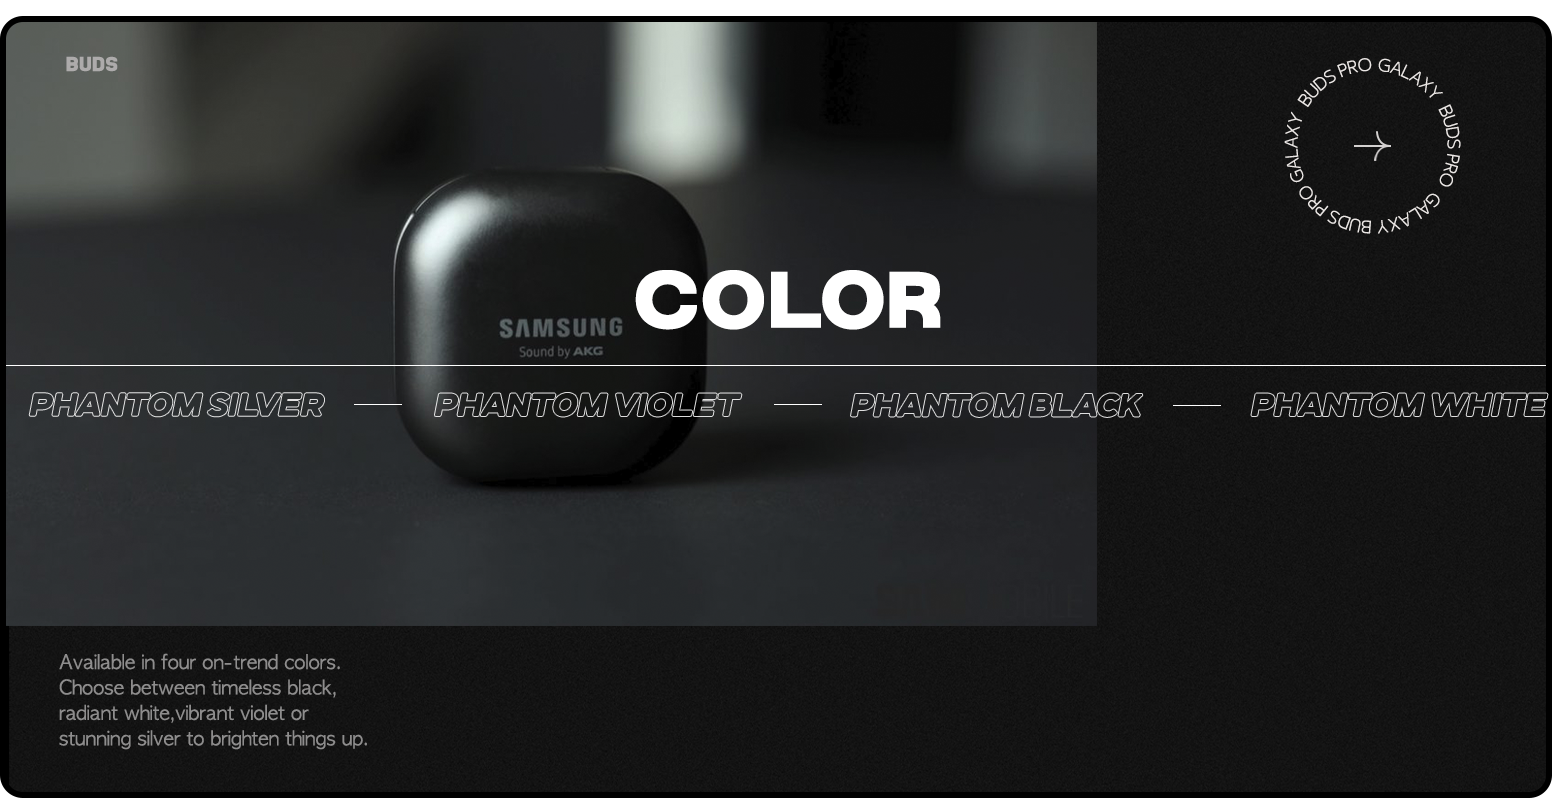 BUDS
BUDS PRO GALAXY BUDS PRO GALAXY BUDS PRO GALAXY
COLOR
SAMSUNG
Sound by AKG
PHANTOM SILVER — PHANTOM VIOLET — PHANTOM BLACK — PHANTOM WHITE
Available in four on-trend colors.
Choose between timeless black,
radiant white,vibrant violet or
stunning silver to brighten things up.